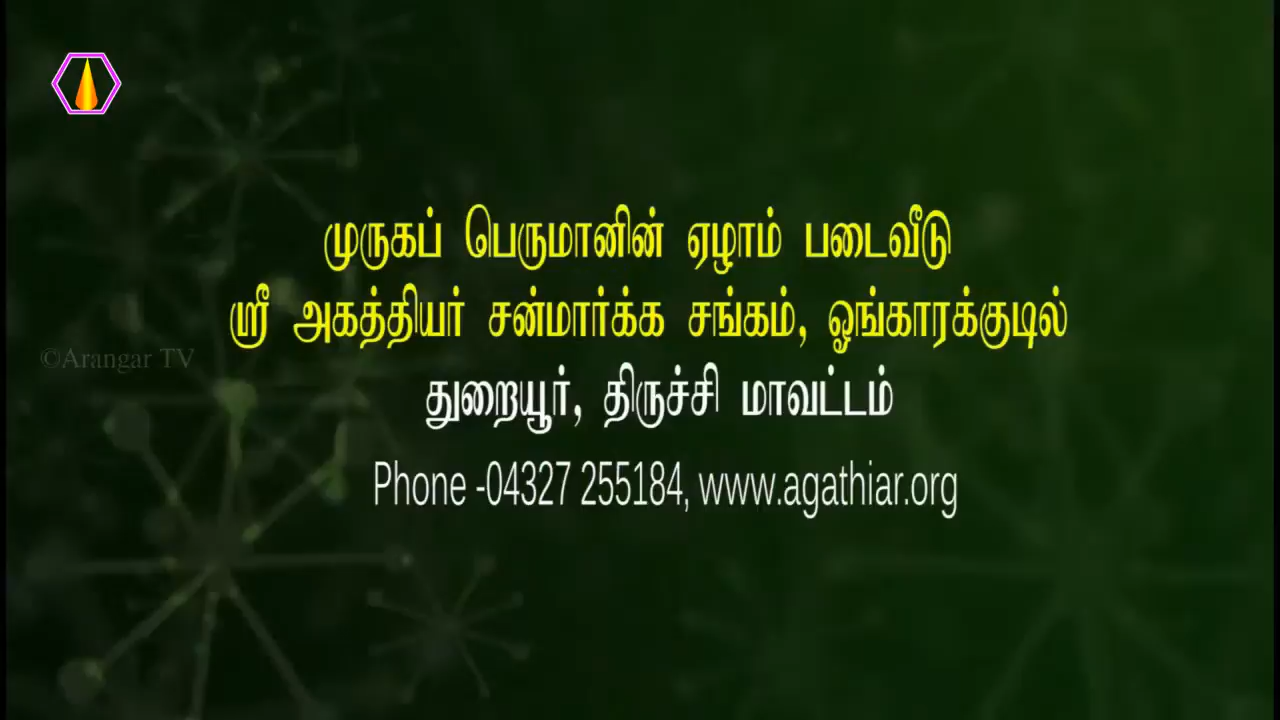 முருகப் பெருமானின் ஏழாம் படைவீடு
ஸ்ரீ அகத்தியர் சன்மார்க்க சங்கம், ஓங்காரக்குடில்
©Arangar TV
துறையூர், திருச்சி மாவட்டம்
Phone -04327 255184, www.agathiar.org